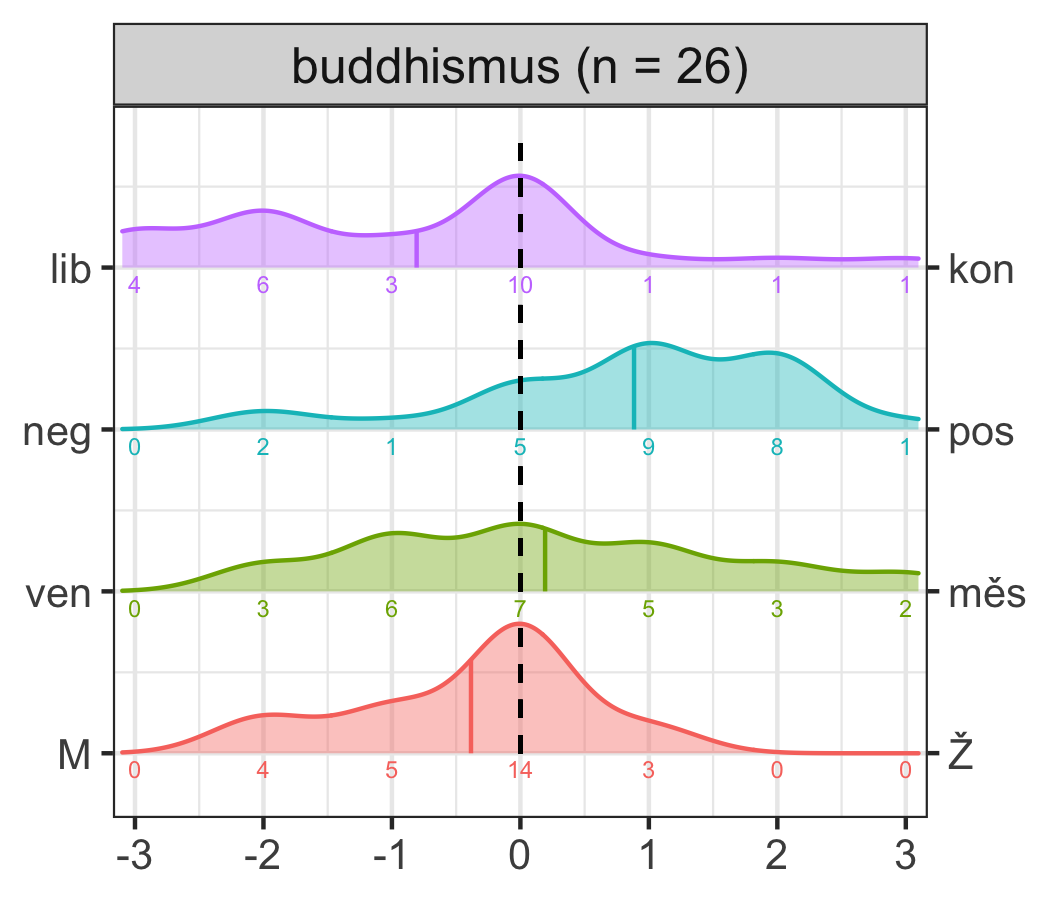 buddhismus (n = 26)
lib kon
4 6 3 10 1 1 1
neg pos
0 2 1 5 9 8 1
ven měs
0 3 6 7 5 3 2
M Ž
0 4 5 14 3 0 0
-3 -2 -1 0 1 2 3